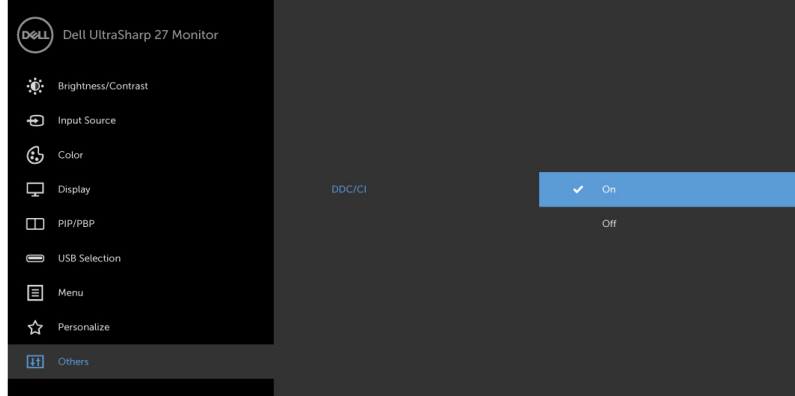 DELL
Dell UltraSharp 27 Monitor
Brightness/Contrast
Input Source
Color
Display
DDC/CI
On
PIP/PBP
Off
USB Selection
Menu
Personalize
Others